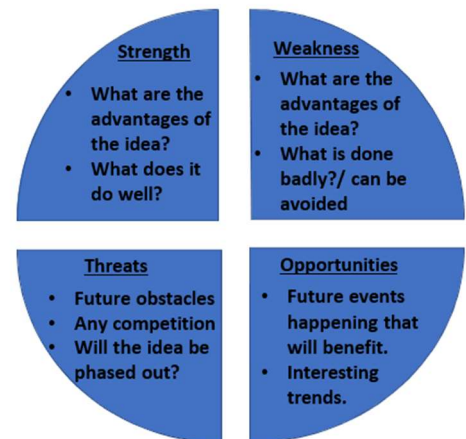 Strength
• What are the
advantages of
the idea?
• What does it
do well?
Weakness
• What are the
advantages of
the idea?
• What is done
badly?/ can be
avoided
Threats
• Future obstacles
• Any competition
• Will the idea be
phased out?
Opportunities
• Future events
happening that
will benefit.
• Interesting
trends.